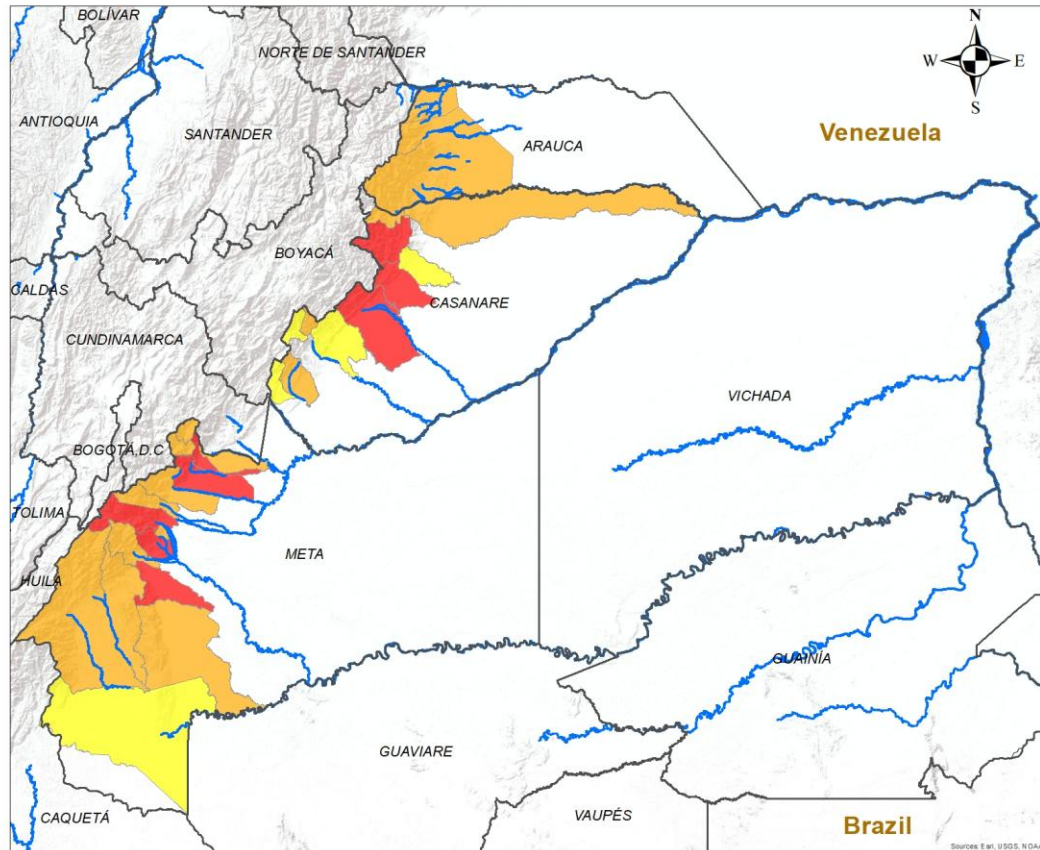 BOLÍVAR
N
NORTE DE SANTANDER
W
E
S
ANTIOQUIA
SANTANDER
ARAUCA
Venezuela
BOYACÁ
CALDAS
CASANARE
CUNDINAMARCA
VICHADA
BOGOTÁ,D.C
TOLIMA
META
HUILA
GUAINÍA
GUAVIARE
CAQUETÁ
VAUPÉS
Brazil
Sources: Esri, USGS, NOAA